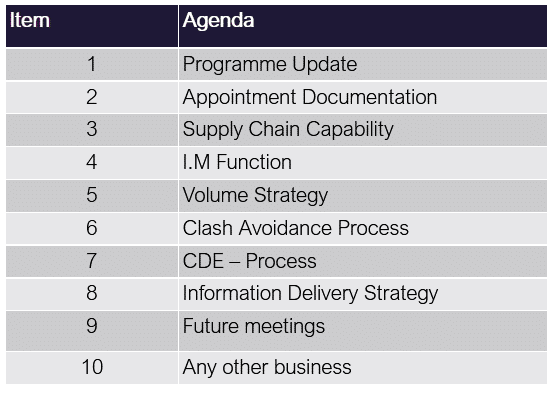 Item Agenda
1 Programme Update
2 Appointment Documentation
3 Supply Chain Capability
4 I.M Function
5 Volume Strategy
6 Clash Avoidance Process
7 CDE – Process
8 Information Delivery Strategy
9 Future meetings
10 Any other business